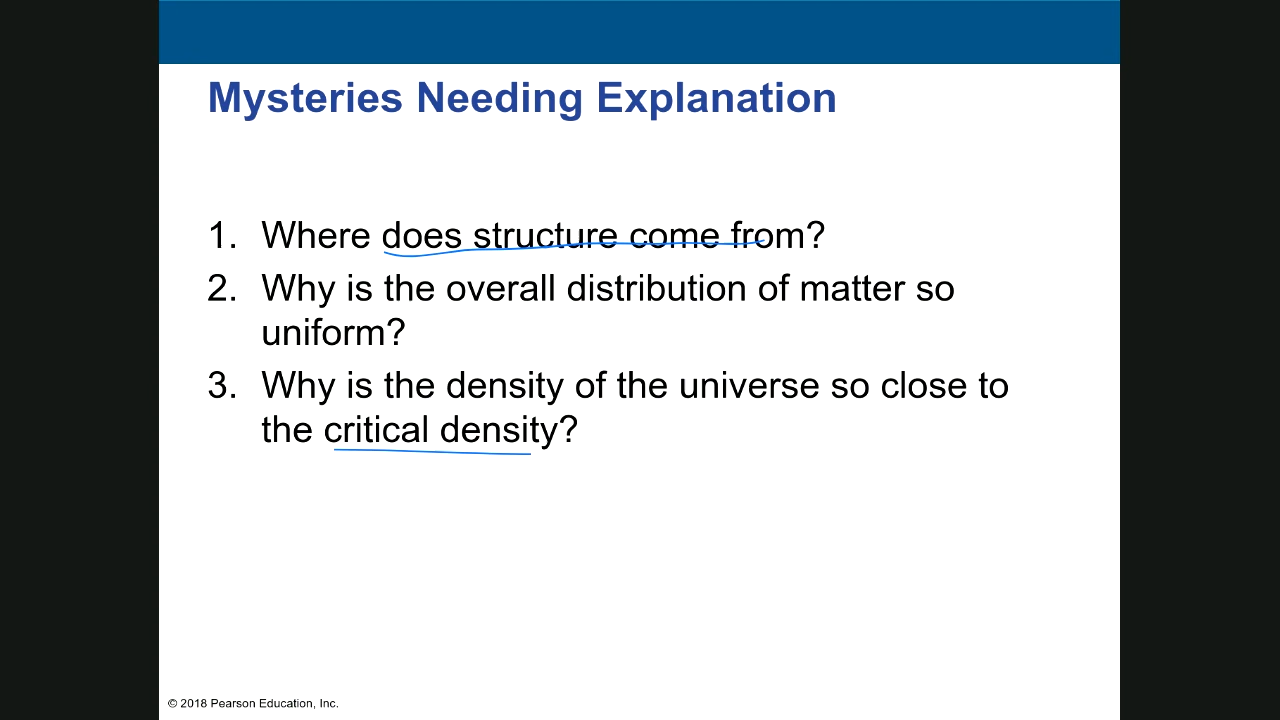 Mysteries Needing Explanation
1. Where does structure come from?
2. Why is the overall distribution of matter so
uniform?
3. Why is the density of the universe so close to
the critical density?
© 2018 Pearson Education, Inc.